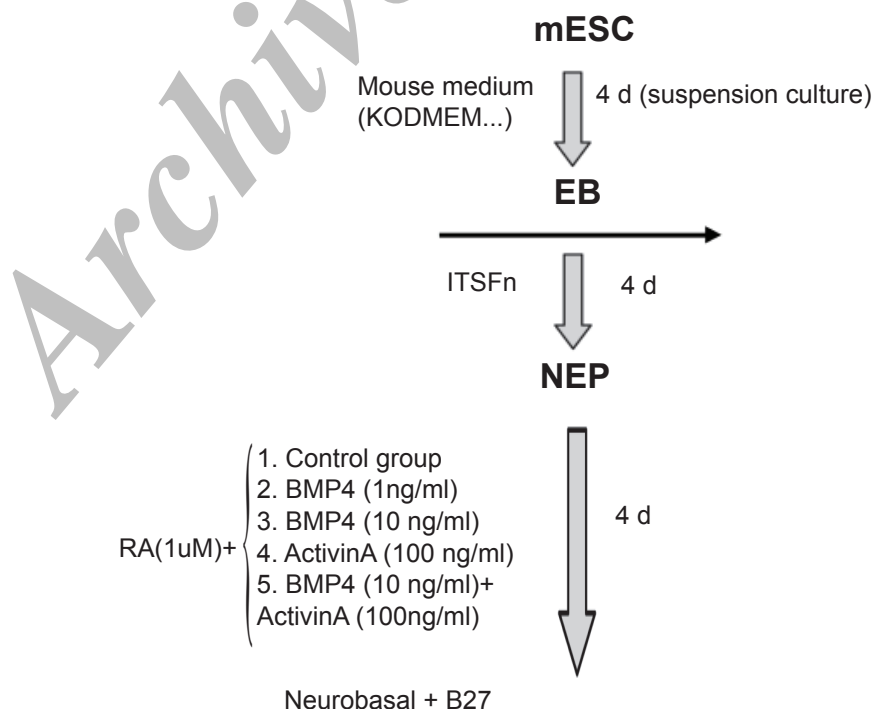 mESC
Mouse medium
(KODMEM...)
4 d (suspension culture)
EB
ITSFn
4 d
NEP
RA(1uM)+
1. Control group
2. BMP4 (1ng/ml)
3. BMP4 (10 ng/ml)
4. ActivinA (100 ng/ml)
5. BMP4 (10 ng/ml)+
ActivinA (100ng/ml)
4 d
Neurobasal + B27
Archive